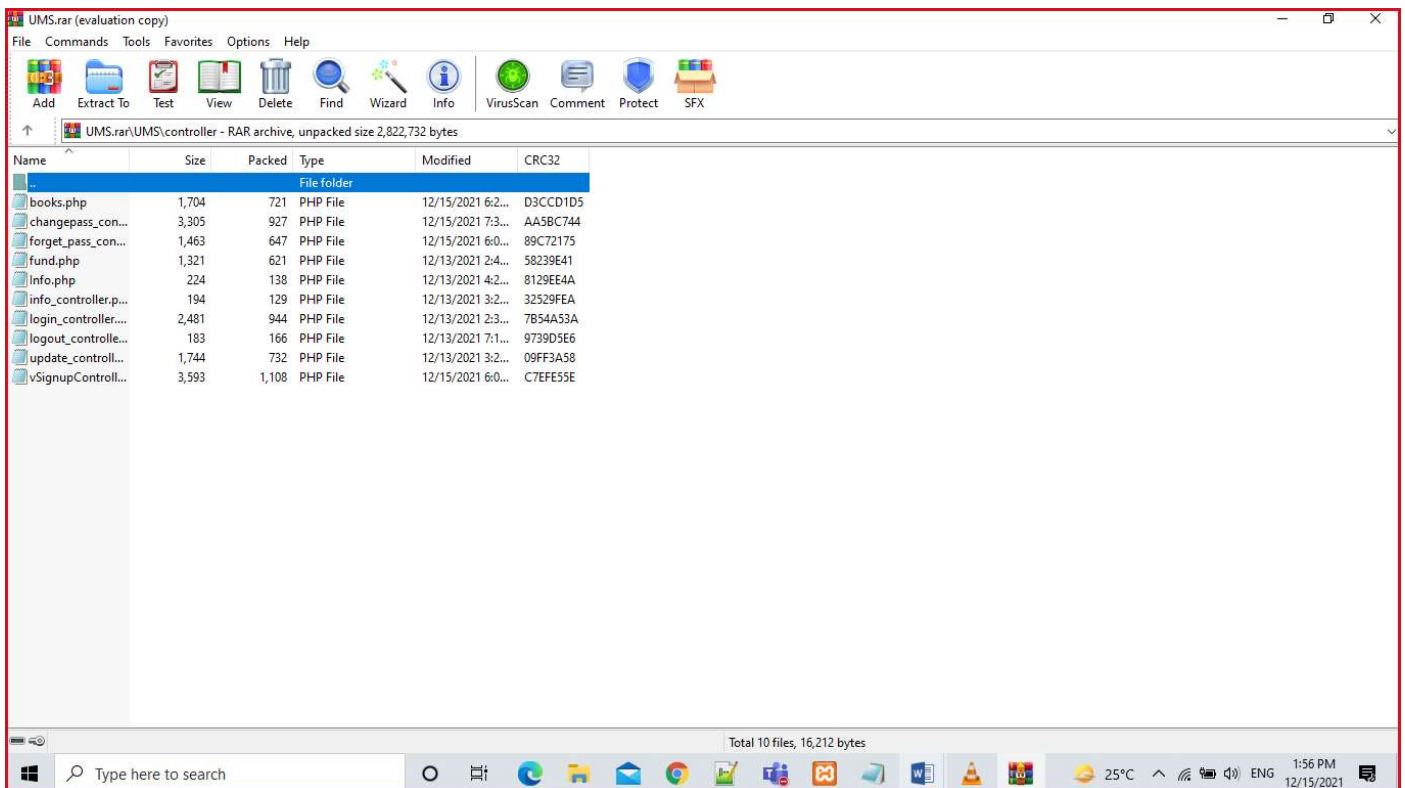 UMS.rar (evaluation copy)
File Commands Tools Favorites Options Help
Add Extract To Test View Delete Find Wizard Info VirusScan Comment Protect SFX
UMS.rar\UMS\controller - RAR archive, unpacked size 2,822,732 bytes
Name Size Packed Type Modified CRC32
.. File folder
books.php 1,704 721 PHP File 12/15/2021 6:2... D3CCD1D5
changepass_con... 3,305 927 PHP File 12/15/2021 7:3... AA5BC744
forget_pass_con... 1,463 647 PHP File 12/15/2021 6:0... 89C72175
fund.php 1,321 621 PHP File 12/13/2021 2:4... 58239E41
Info.php 224 138 PHP File 12/13/2021 4:2... 8129EE4A
info_controller.p... 194 129 PHP File 12/13/2021 3:2... 32529FEA
login_controller.... 2,481 944 PHP File 12/13/2021 2:3... 7B54A53A
logout_controlle... 183 166 PHP File 12/13/2021 7:1... 9739D5E6
update_controll... 1,744 732 PHP File 12/13/2021 3:2... 09FF3A58
vSignupControll... 3,593 1,108 PHP File 12/15/2021 6:0... C7EFE55E
Total 10 files, 16,212 bytes
Type here to search 25°C ENG 1:56 PM
12/15/2021